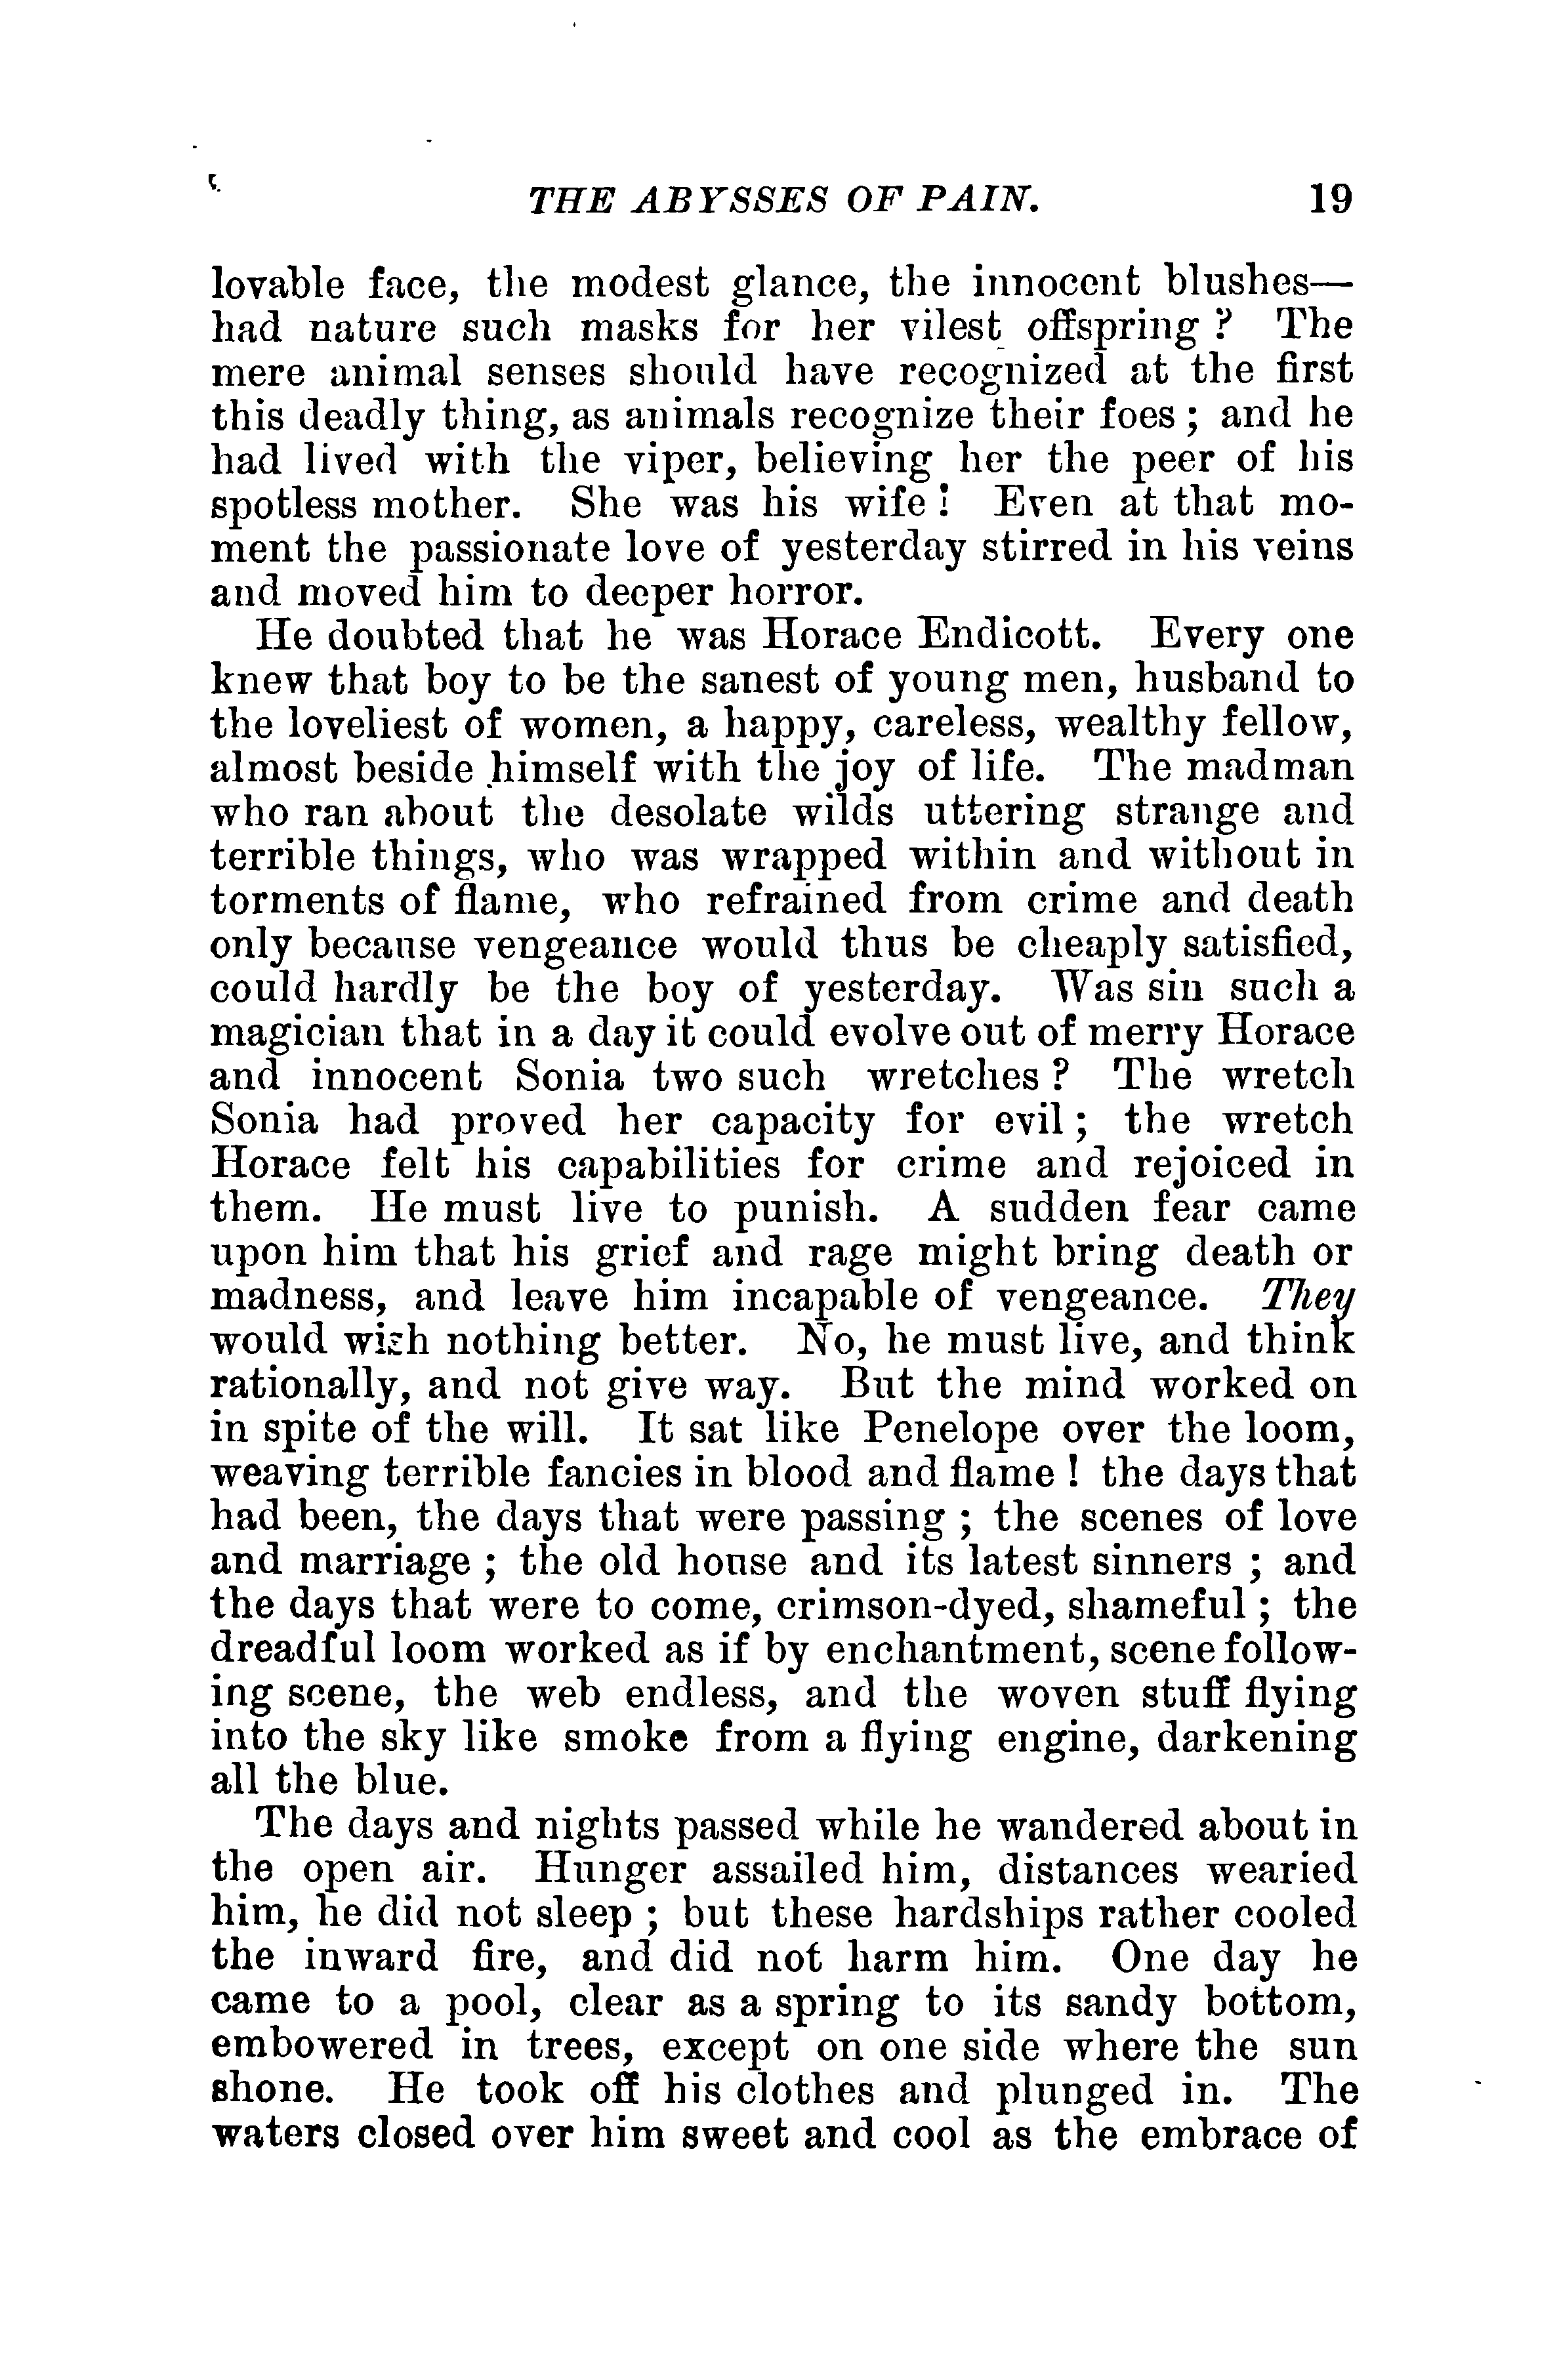 THE ABYSSES OF PAIN. 19
lovable face, the modest glance, the innocent blushes—
had nature such masks for her vilest offspring ? The
mere animal senses should have recognized at the first
this deadly thing, as animals recognize their foes ; and he
had lived with the viper, believing her the peer of his
spotless mother. She was his wife ! Even at that mo-
ment the passionate love of yesterday stirred in his veins
and moved him to deeper horror.
He doubted that he was Horace Endicott. Every one
knew that boy to be the sanest of young men, husband to
the loveliest of women, a happy, careless, wealthy fellow,
almost beside himself with the joy of life. The madman
who ran about the desolate wilds uttering strange and
terrible things, who was wrapped within and without in
torments of flame, who refrained from crime and death
only because vengeance would thus be cheaply satisfied,
could hardly be the boy of yesterday. Was sin such a
magician that in a day it could evolve out of merry Horace
and innocent Sonia two such wretches ? The wretch
Sonia had proved her capacity for evil ; the wretch
Horace felt his capabilities for crime and rejoiced in
them. He must live to punish. A sudden fear came
upon him that his grief and rage might bring death or
madness, and leave him incapable of vengeance. They
would wish nothing better. No, he must live, and think
rationally, and not give way. But the mind worked on
in spite of the will. It sat like Penelope over the loom,
weaving terrible fancies in blood and flame ! the days that
had been, the days that were passing ; the scenes of love
and marriage ; the old house and its latest sinners ; and
the days that were to come, crimson-dyed, shameful ; the
dreadful loom worked as if by enchantment, scene follow-
ing scene, the web endless, and the woven stuff flying
into the sky like smoke from a flying engine, darkening
all the blue.
The days and nights passed while he wandered about in
the open air. Hunger assailed him, distances wearied
him, he did not sleep ; but these hardships rather cooled
the inward fire, and did not harm him. One day he
came to a pool, clear as a spring to its sandy bottom,
embowered in trees, except on one side where the sun
shone. He took off his clothes and plunged in. The
waters closed over him sweet and cool as the embrace of